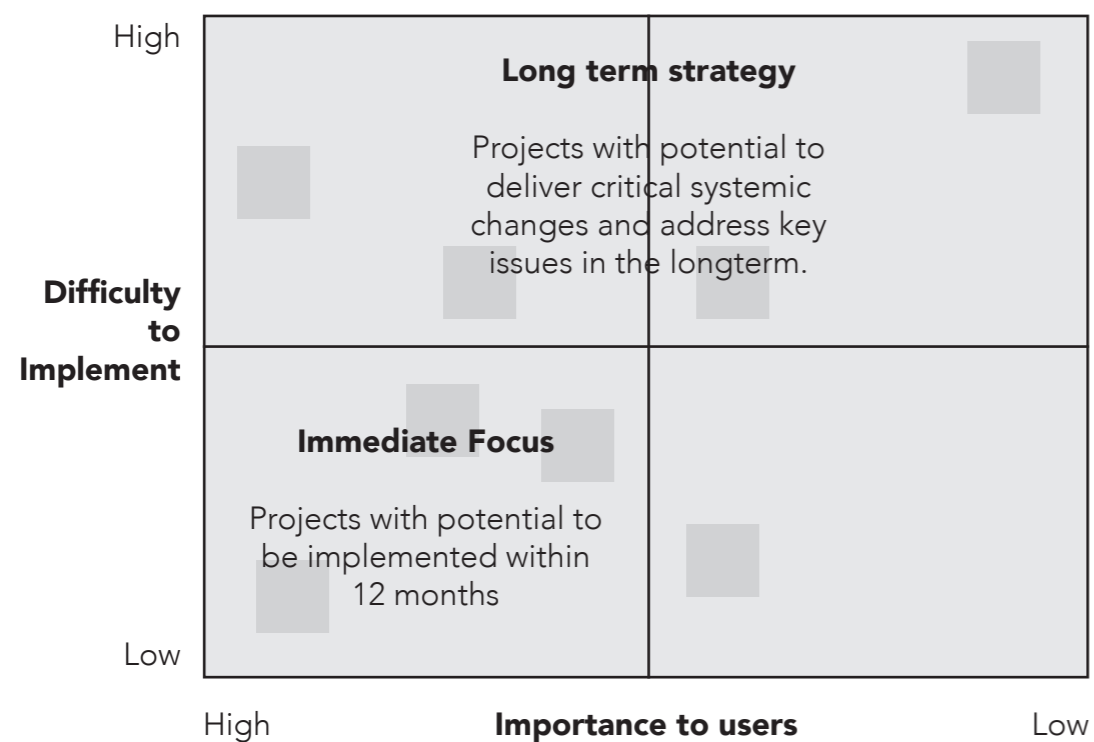 High
Long term strategy
Projects with potential to
deliver critical systemic
changes and address key
issues in the longterm.
Difficulty
to
Implement
Immediate Focus
Projects with potential to
be implemented within
12 months
Low
High
Importance to users
Low